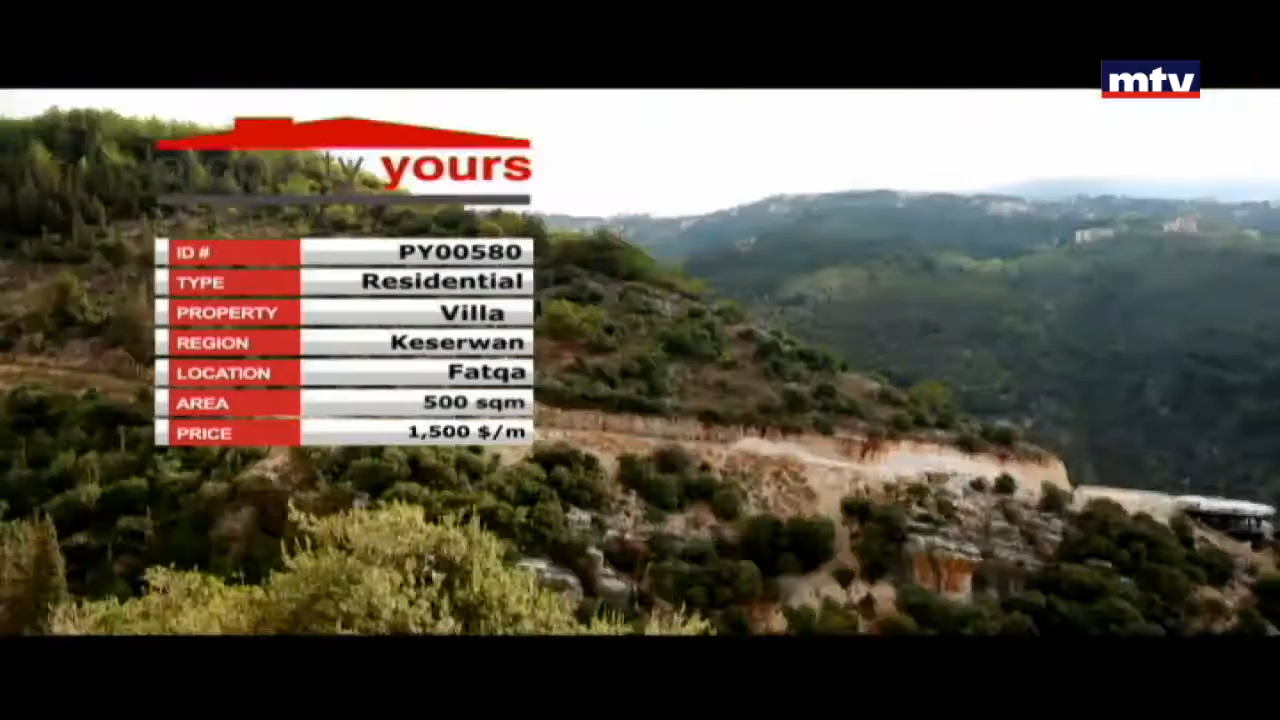 mtv
yours
ID # PY00580
TYPE Residential
PROPERTY Villa
REGION Keserwan
LOCATION Fatqa
AREA 500 sqm
PRICE 1,500 $/m